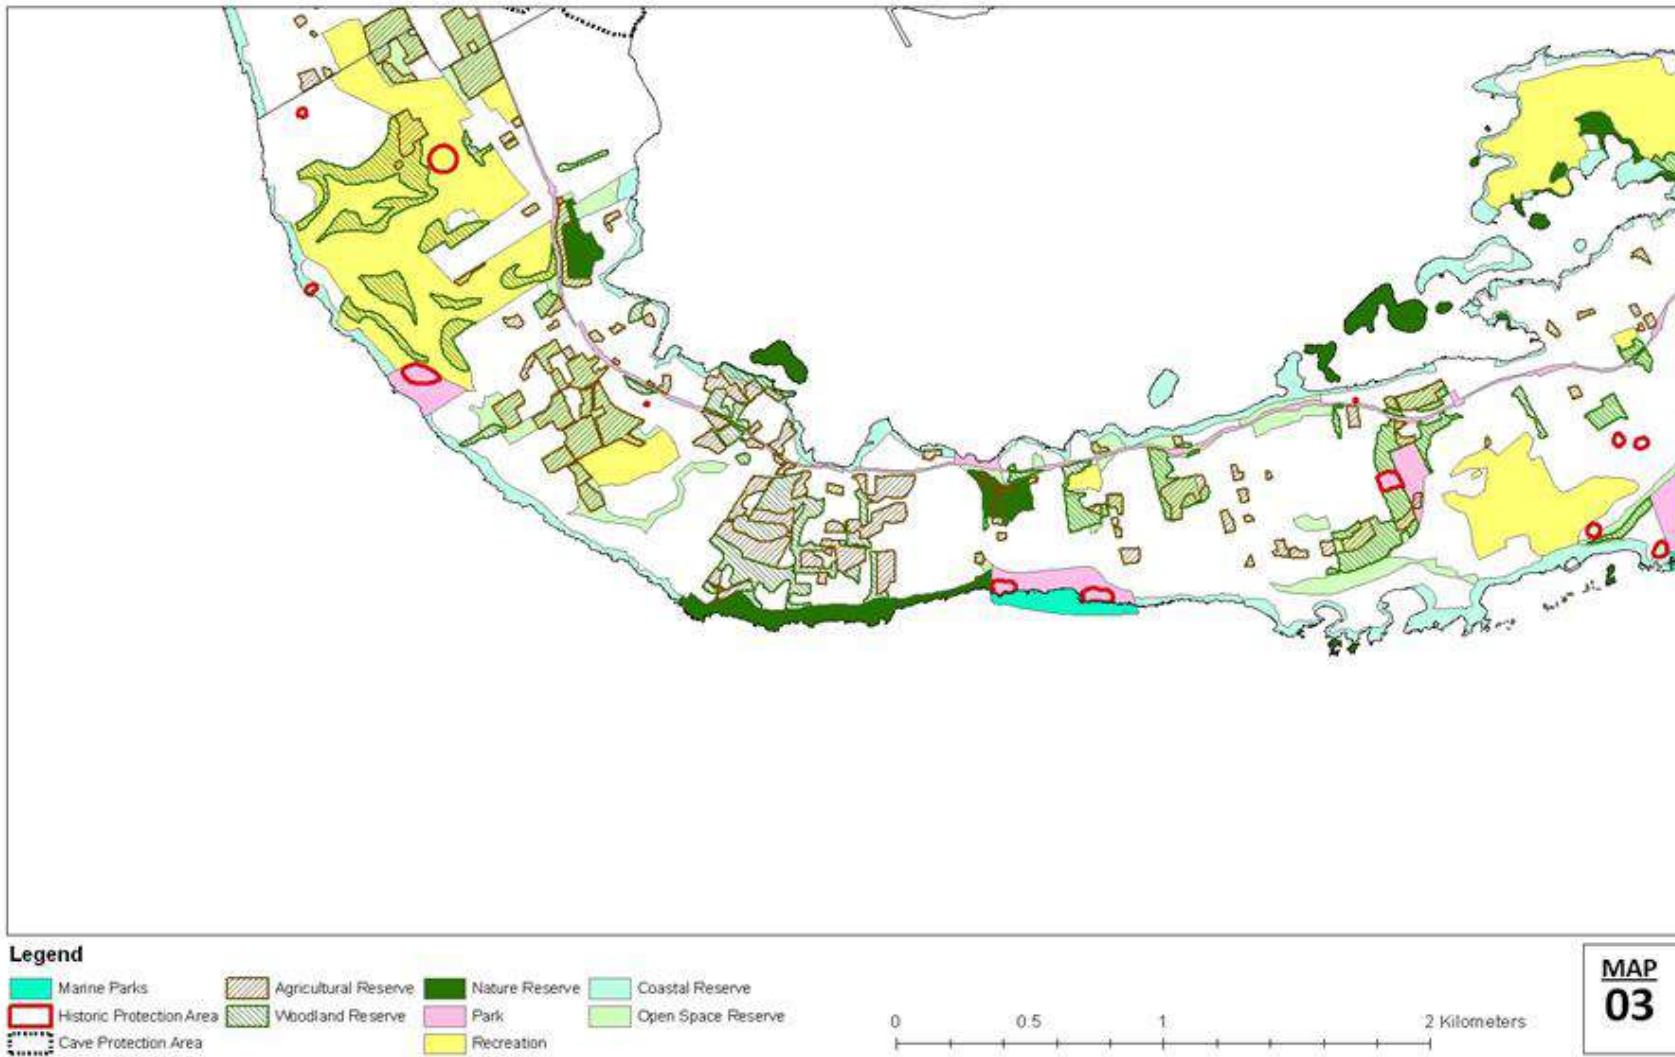 Legend
Marine Parks
Agricultural Reserve
Nature Reserve
Coastal Reserve
Historic Protection Area
Woodland Reserve
Park
Open Space Reserve
Cave Protection Area
Recreation
0 0.5 1 2 Kilometers
MAP
03